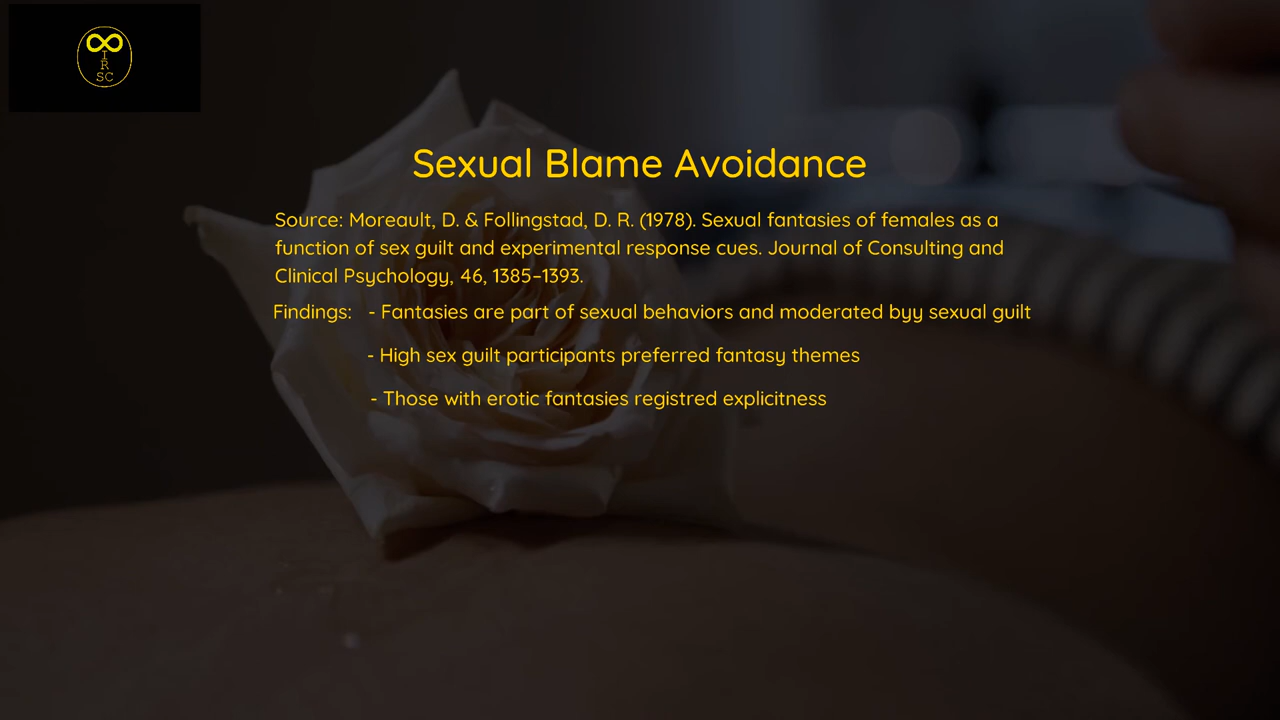 ∞
I
R
SC
Sexual Blame Avoidance
Source: Moreault, D. & Follingstad, D. R. (1978). Sexual fantasies of females as a
function of sex guilt and experimental response cues. Journal of Consulting and
Clinical Psychology, 46, 1385–1393.
Findings: - Fantasies are part of sexual behaviors and moderated byy sexual guilt
- High sex guilt participants preferred fantasy themes
- Those with erotic fantasies registred explicitness